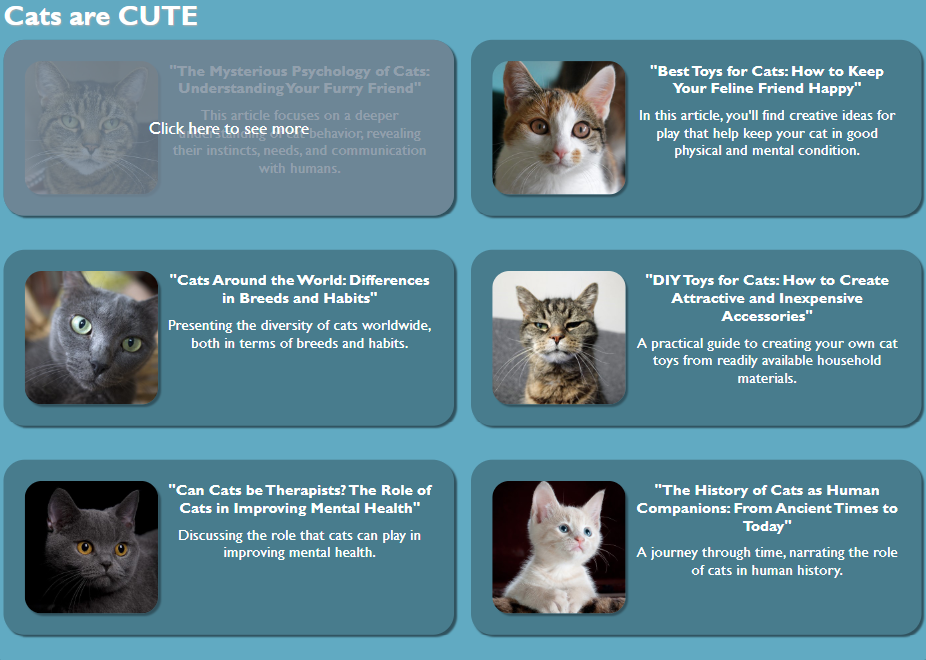 Cats are CUTE
"The Mysterious Psychology of Cats:
Understanding Your Furry Friend"
This article focuses on a deeper
understanding of cat behavior, revealing
their instincts, needs, and communication
with humans.
Click here to see more
"Best Toys for Cats: How to Keep
Your Feline Friend Happy"
In this article, you'll find creative ideas for
play that help keep your cat in good
physical and mental condition.
"Cats Around the World: Differences
in Breeds and Habits"
Presenting the diversity of cats worldwide,
both in terms of breeds and habits.
"DIY Toys for Cats: How to Create
Attractive and Inexpensive
Accessories"
A practical guide to creating your own cat
toys from readily available household
materials.
"Can Cats be Therapists? The Role of
Cats in Improving Mental Health"
Discussing the role that cats can play in
improving mental health.
"The History of Cats as Human
Companions: From Ancient Times to
Today"
A journey through time, narrating the role
of cats in human history.